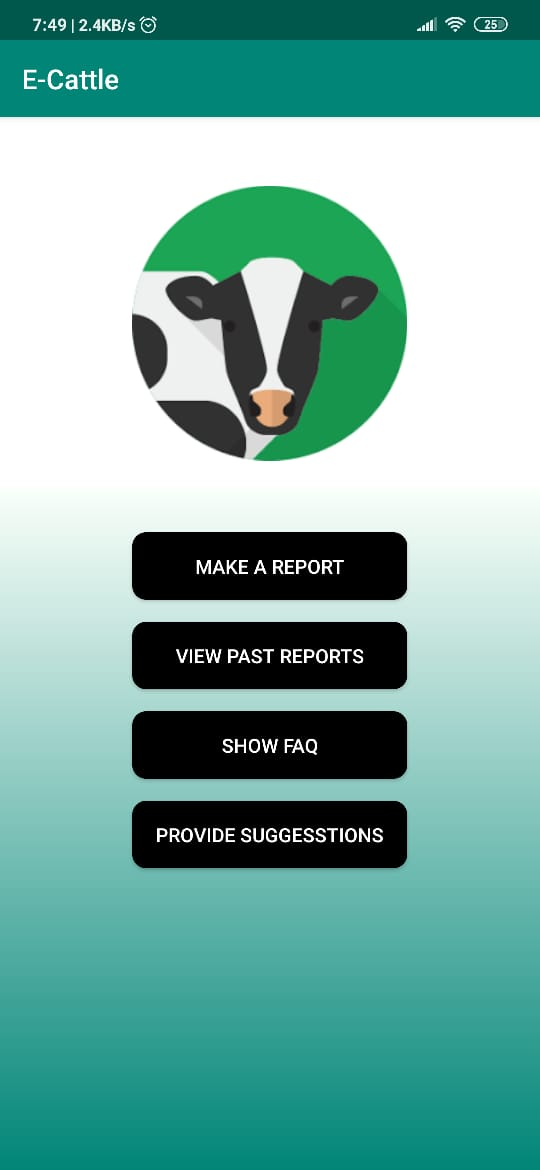 7:49 | 2.4KB/s 25
E-Cattle
MAKE A REPORT
VIEW PAST REPORTS
SHOW FAQ
PROVIDE SUGGESSTIONS